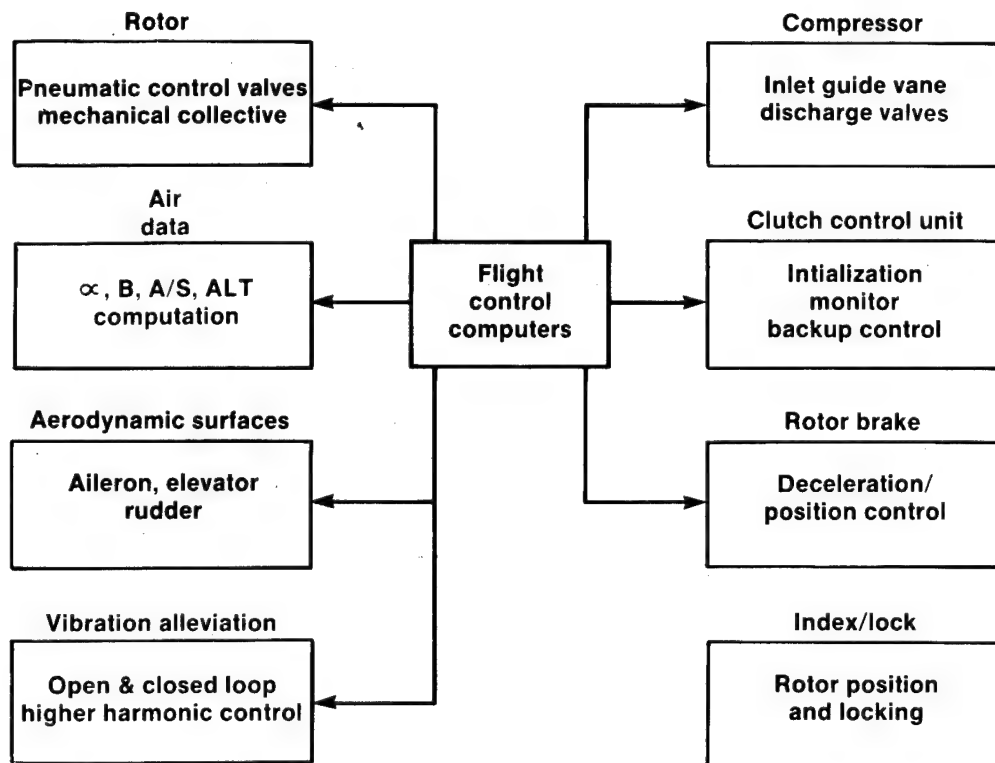 Rotor
Pneumatic control valves
mechanical collective
Air
data
∝, B, A/S, ALT
computation
Aerodynamic surfaces
Aileron, elevator
rudder
Vibration alleviation
Open & closed loop
higher harmonic control
Flight
control
computers
Compressor
Inlet guide vane
discharge valves
Clutch control unit
Intialization
monitor
backup control
Rotor brake
Deceleration/
position control
Index/lock
Rotor position
and locking